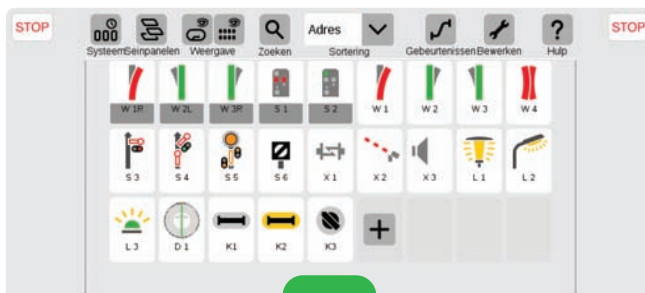 STOP
Adres
STOP
Systeem Seinpanelen Weergave Zoeken Sortering Gebeurtenissen Bewerken Hulp
W 1R W 2L W 3R S 1 S 2 W 1 W 2 W 3 W 4
S 3 S 4 S 5 S 6 X 1 X 2 X 3 L 1 L 2
L 3 D 1 K1 K2 K3